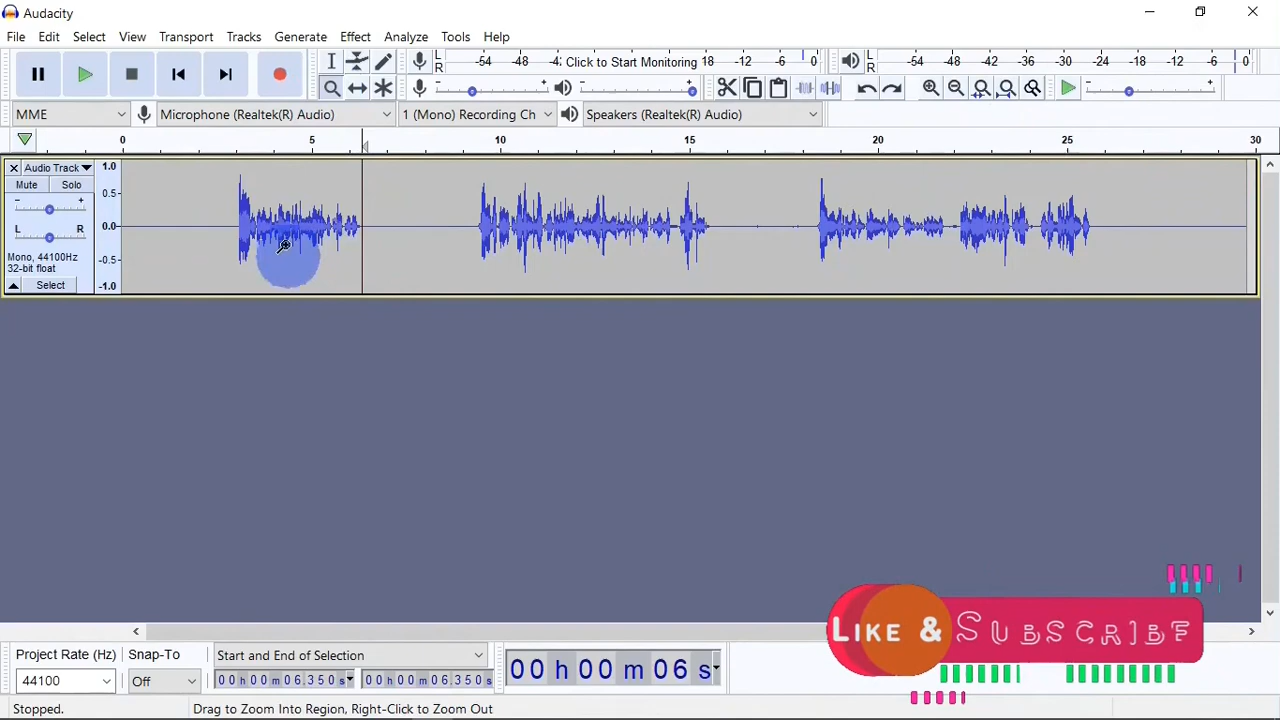 Audacity
File Edit Select View Transport Tracks Generate Effect Analyze Tools Help
L R -54 -48 -4 Click to Start Monitoring 18 -12 -6 0 L R -54 -48 -42 -36 -30 -24 -18 -12 -6 0
- + - + - +
MME Microphone (Realtek(R) Audio) 1 (Mono) Recording Ch Speakers (Realtek(R) Audio)
0 5 10 15 20 25 30
Audio Track 1.0
Mute Solo 0.5
- +
L R 0.0
Mono, 44100Hz
32-bit float -0.5
Select -1.0
LIKE & SUBSCRIBE
Project Rate (Hz) Snap-To Start and End of Selection
44100 Off 00 h 00 m 06.350 s 00 h 00 m 06.350 s 00 h 00 m 06 s
Stopped. Drag to Zoom Into Region, Right-Click to Zoom Out